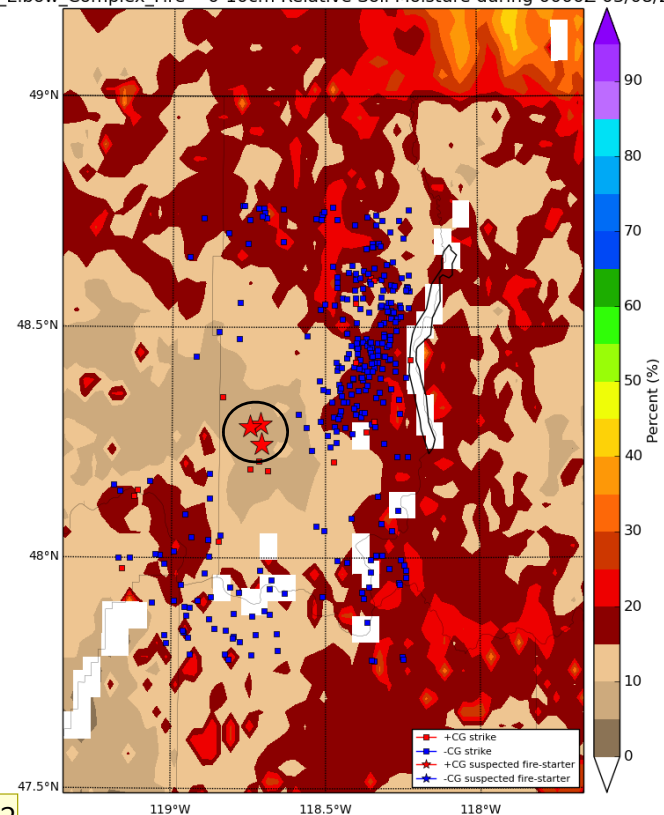 Elbow_Complex_Fire
0-10cm Relative Soil Moisture during 0000Z
49°N
48.5°N
48°N
47.5°N
119°W
118.5°W
118°W
90
80
70
60
50
40
30
20
10
0
Percent (%)
+CG strike
-CG strike
+CG suspected fire-starter
-CG suspected fire-starter